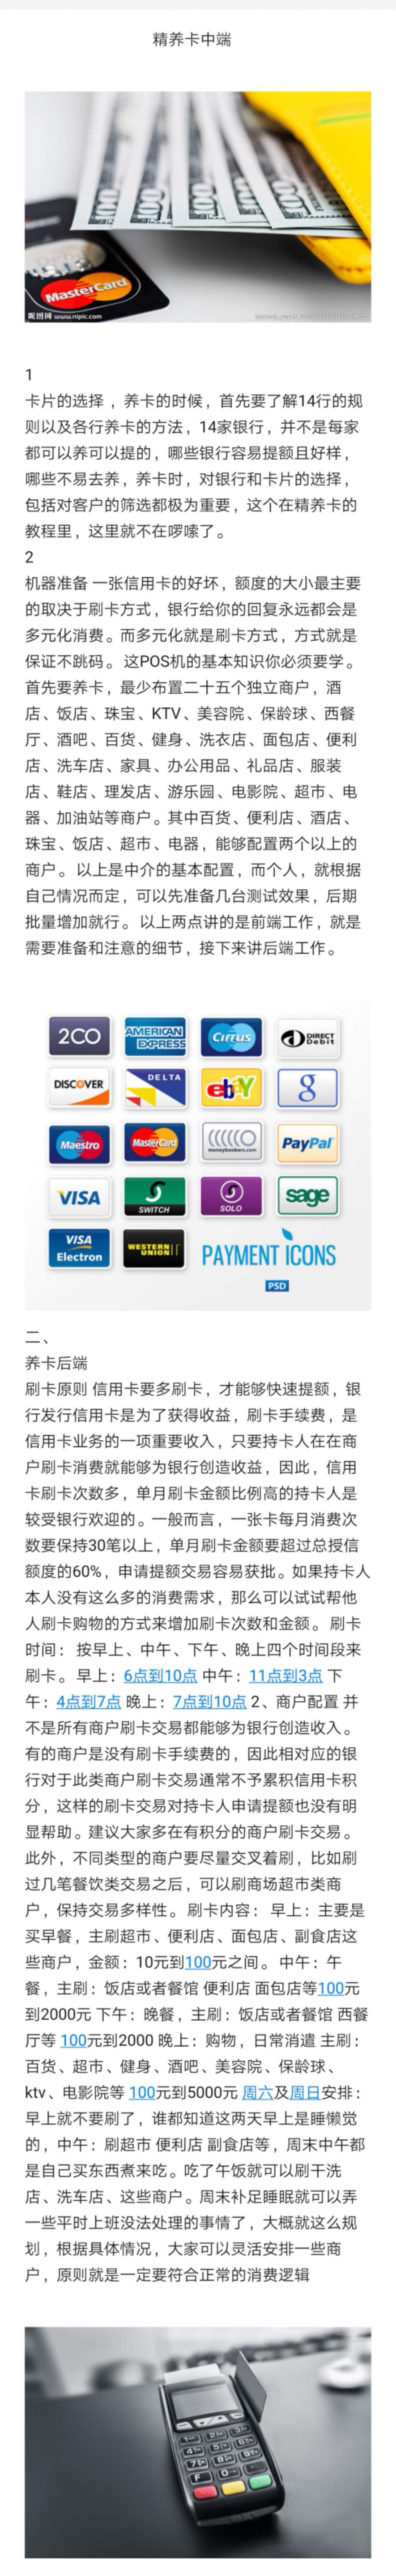 精养卡中端
MasterCard
昵图网 www.nipic.com
1
卡片的选择 ，养卡的时候，首先要了解14行的规
则以及各行养卡的方法，14家银行，并不是每家
都可以养可以提的，哪些银行容易提额且好样，
哪些不易去养，养卡时，对银行和卡片的选择，
包括对客户的筛选都极为重要，这个在精养卡的
教程里，这里就不在啰嗦了。
2
机器准备 一张信用卡的好坏，额度的大小最主要
的取决于刷卡方式，银行给你的回复永远都会是
多元化消费。而多元化就是刷卡方式，方式就是
保证不跳码。 这POS机的基本知识你必须要学。
首先要养卡，最少布置二十五个独立商户，酒
店、饭店、珠宝、KTV、美容院、保龄球、西餐
厅、酒吧、百货、健身、洗衣店、面包店、便利
店、洗车店、家具、办公用品、礼品店、服装
店、鞋店、理发店、游乐园、电影院、超市、电
器、加油站等商户。其中百货、便利店、酒店、
珠宝、饭店、超市、电器，能够配置两个以上的
商户。 以上是中介的基本配置，而个人，就根据
自己情况而定，可以先准备几台测试效果，后期
批量增加就行。 以上两点讲的是前端工作，就是
需要准备和注意的细节，接下来讲后端工作。
2CO AMERICAN EXPRESS Cirrus DIRECT Debit
DISCOVER DELTA ebY g
Maestro MasterCard moneybookers.com PayPal
VISA SWITCH SOLO sage
VISA Electron WESTERN UNION PAYMENT ICONS
PSD
二、
养卡后端
刷卡原则 信用卡要多刷卡，才能够快速提额，银
行发行信用卡是为了获得收益，刷卡手续费，是
信用卡业务的一项重要收入，只要持卡人在在商
户刷卡消费就能够为银行创造收益，因此，信用
卡刷卡次数多，单月刷卡金额比例高的持卡人是
较受银行欢迎的。一般而言，一张卡每月消费次
数要保持30笔以上，单月刷卡金额要超过总授信
额度的60%，申请提额交易容易获批。如果持卡人
本人没有这么多的消费需求，那么可以试试帮他
人刷卡购物的方式来增加刷卡次数和金额。 刷卡
时间： 按早上、中午、下午、晚上四个时间段来
刷卡。 早上：6点到10点 中午：11点到3点 下
午：4点到7点 晚上：7点到10点 2、商户配置 并
不是所有商户刷卡交易都能够为银行创造收入。
有的商户是没有刷卡手续费的，因此相对应的银
行对于此类商户刷卡交易通常不予累积信用卡积
分，这样的刷卡交易对持卡人申请提额也没有明
显帮助。建议大家多在有积分的商户刷卡交易。
此外，不同类型的商户要尽量交叉着刷，比如刷
过几笔餐饮类交易之后，可以刷商场超市类商
户，保持交易多样性。 刷卡内容： 早上：主要是
买早餐，主刷超市、便利店、面包店、副食店这
些商户，金额：10元到100元之间。 中午：午
餐，主刷：饭店或者餐馆 便利店 面包店等100元
到2000元 下午：晚餐，主刷：饭店或者餐馆 西餐
厅等 100元到2000 晚上：购物，日常消遣 主刷：
百货、超市、健身、酒吧、美容院、保龄球、
ktv、电影院等 100元到5000元 周六及周日安排：
早上就不要刷了，谁都知道这两天早上是睡懒觉
的，中午：刷超市 便利店 副食店等，周末中午都
是自己买东西煮来吃。吃了午饭就可以刷干洗
店、洗车店、这些商户。周末补足睡眠就可以弄
一些平时上班没法处理的事情了，大概就这么规
划，根据具体情况，大家可以灵活安排一些商
户，原则就是一定要符合正常的消费逻辑